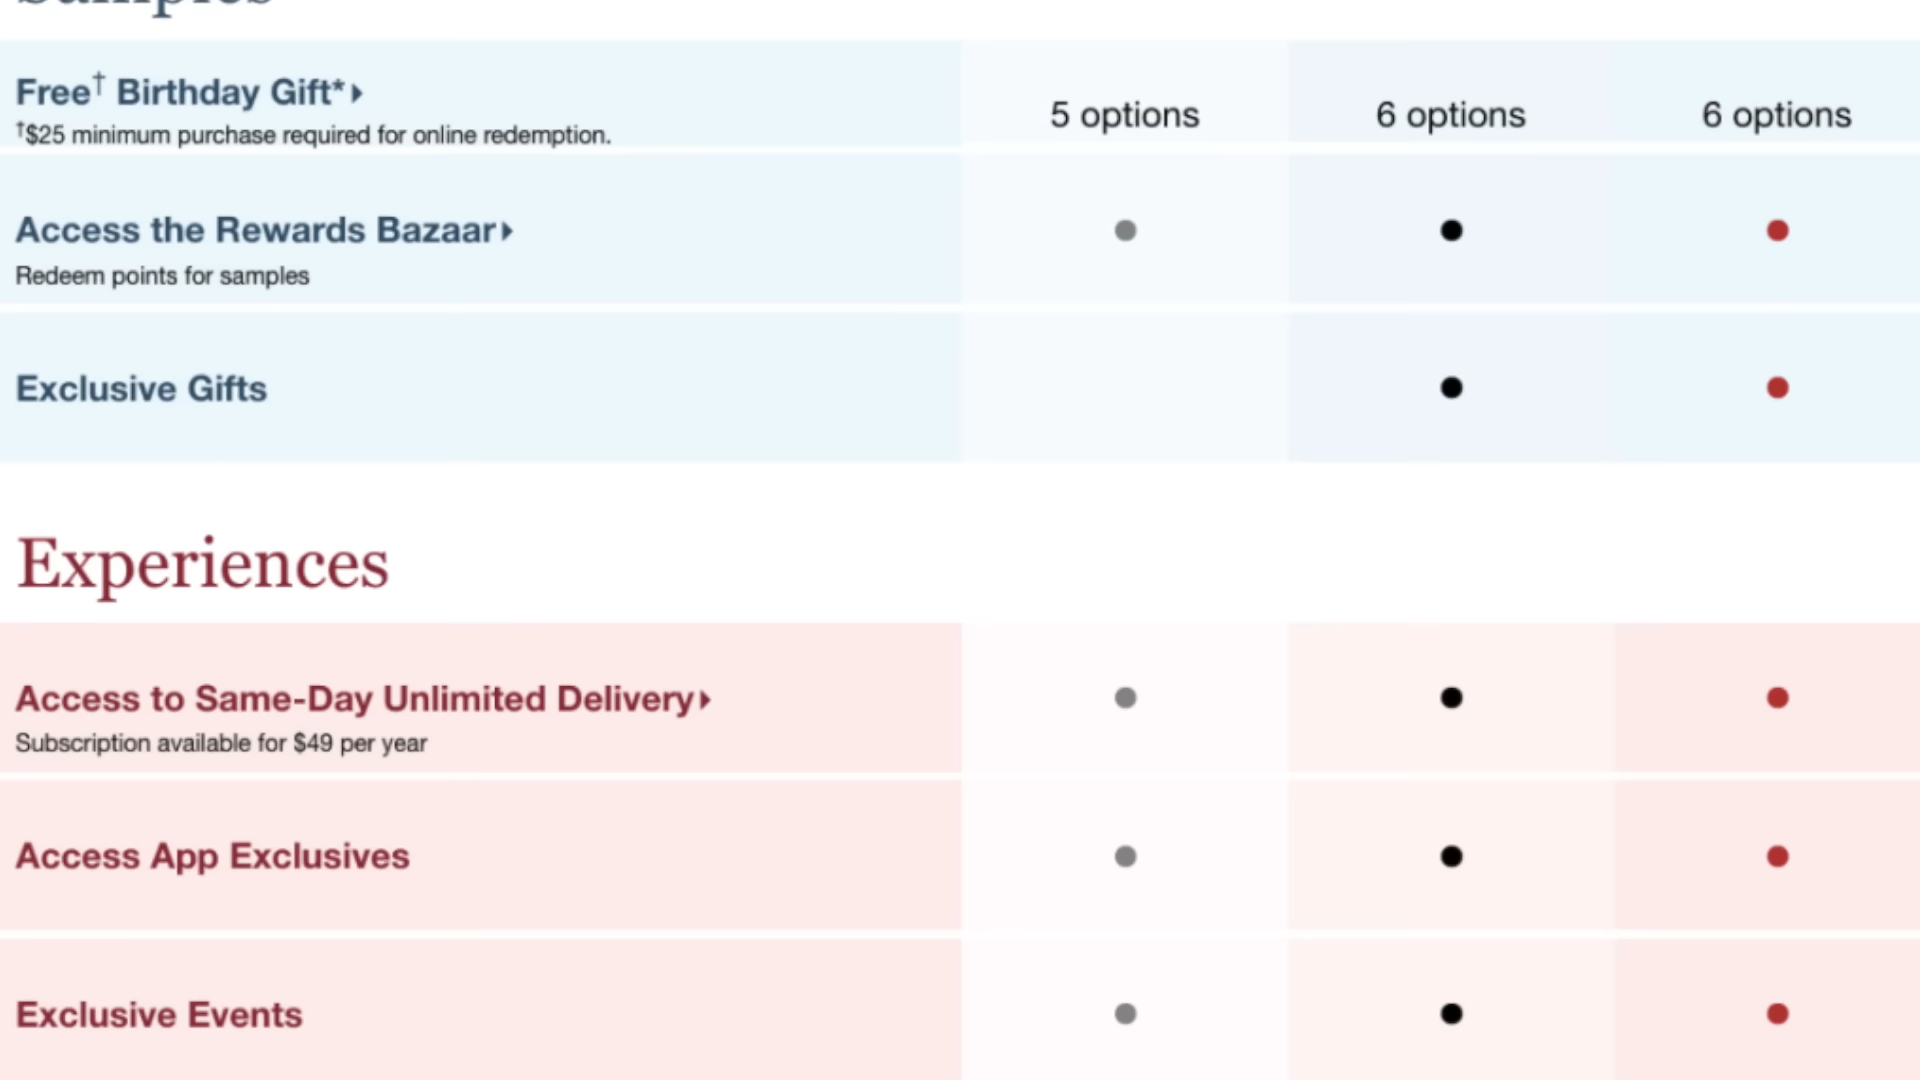 Samples
Free† Birthday Gift*
†$25 minimum purchase required for online redemption.
5 options
6 options
6 options
Access the Rewards Bazaar
Redeem points for samples
Exclusive Gifts
Experiences
Access to Same-Day Unlimited Delivery
Subscription available for $49 per year
Access App Exclusives
Exclusive Events